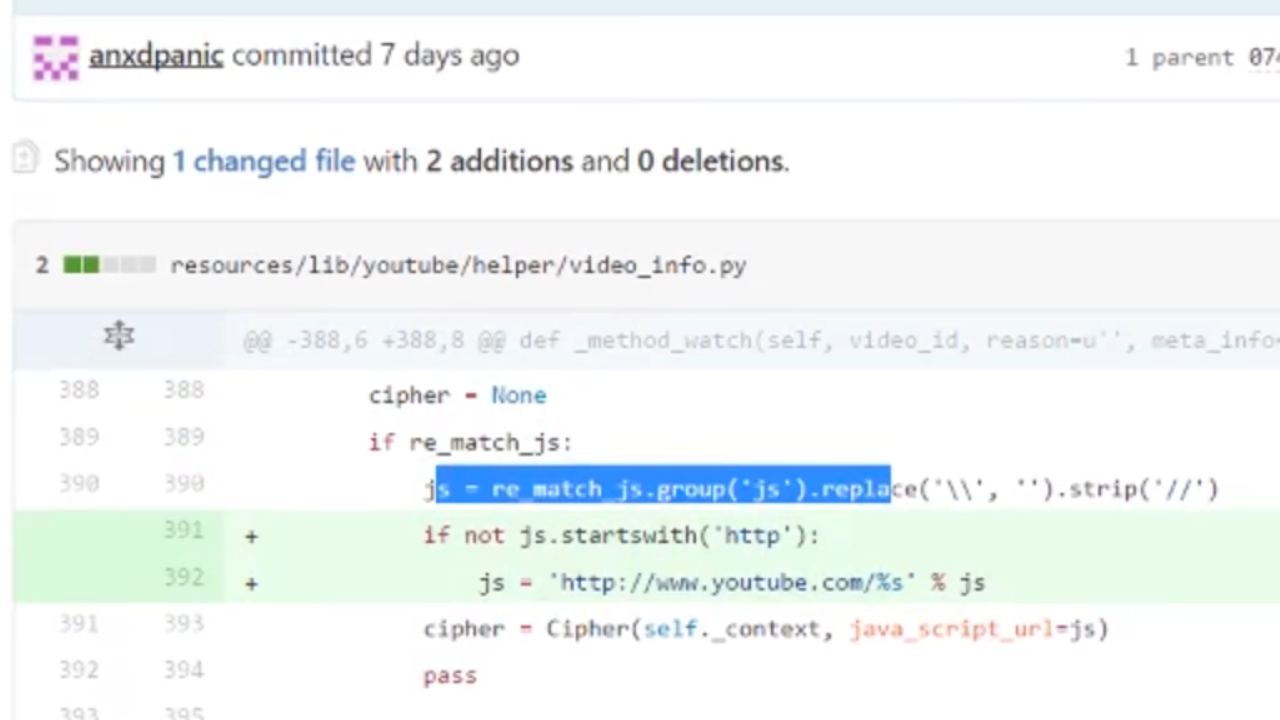 anxdpanic committed 7 days ago 1 parent 074
Showing 1 changed file with 2 additions and 0 deletions.
2 resources/lib/youtube/helper/video_info.py
@@ -388,6 +388,8 @@ def _method_watch(self, video_id, reason=u'', meta_info=
388 388 cipher = None
389 389 if re_match_js:
390 390 js = re_match_js.group('js').replace('\\', '').strip('//')
391 + if not js.startswith('http'):
392 + js = 'http://www.youtube.com/%s' % js
391 393 cipher = Cipher(self._context, java_script_url=js)
392 394 pass
393 395